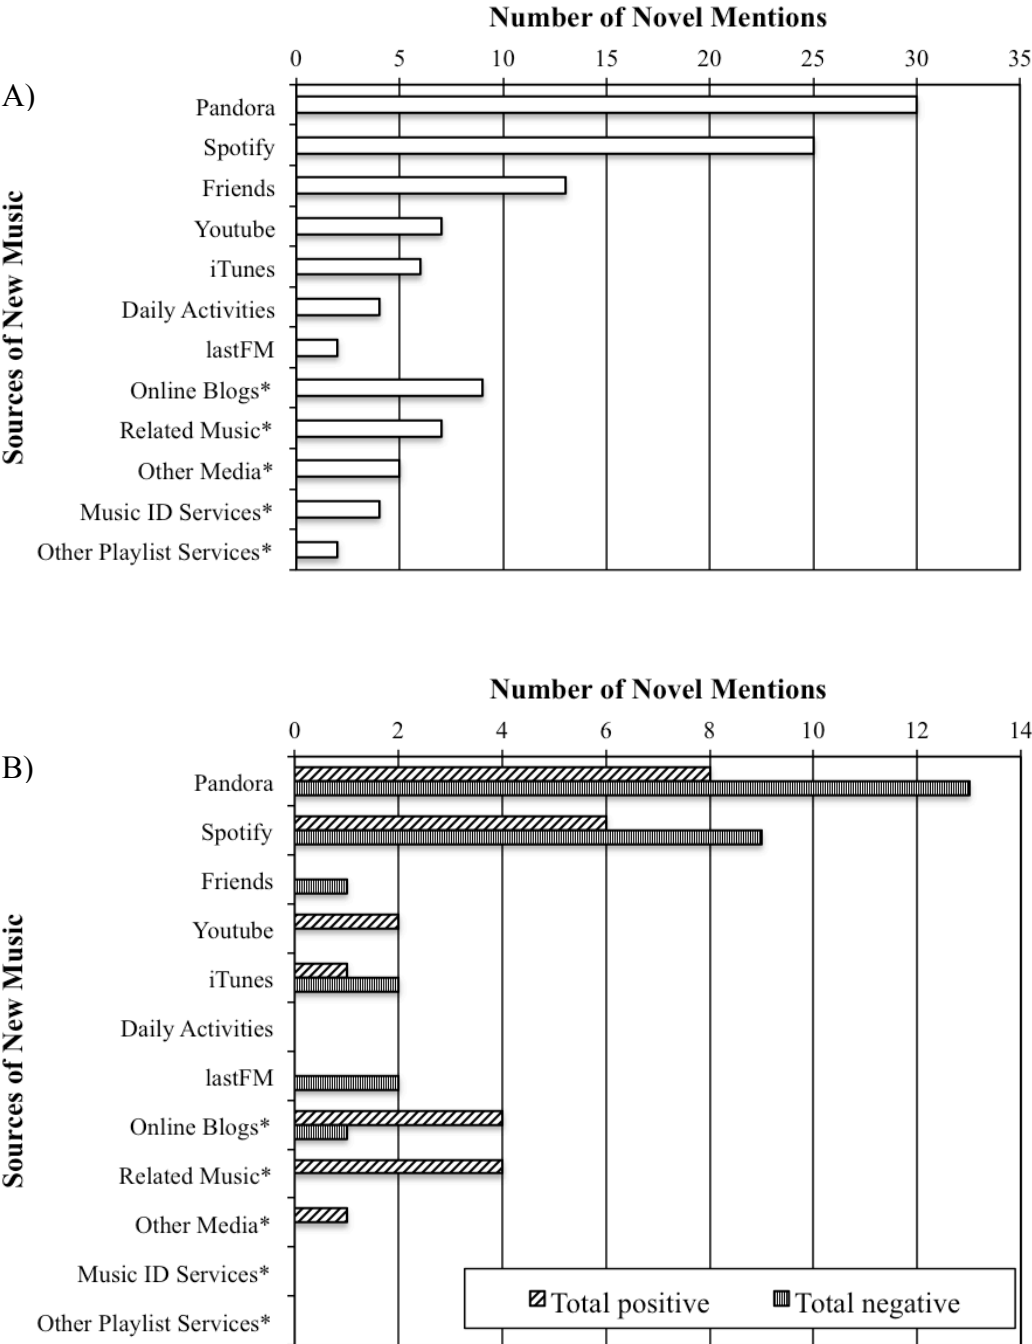 Number of Novel Mentions
0 5 10 15 20 25 30 35
A)
Sources of New Music
Pandora
Spotify
Friends
Youtube
iTunes
Daily Activities
lastFM
Online Blogs*
Related Music*
Other Media*
Music ID Services*
Other Playlist Services*
Number of Novel Mentions
0 2 4 6 8 10 12 14
B)
Sources of New Music
Pandora
Spotify
Friends
Youtube
iTunes
Daily Activities
lastFM
Online Blogs*
Related Music*
Other Media*
Music ID Services*
Other Playlist Services*
Total positive Total negative